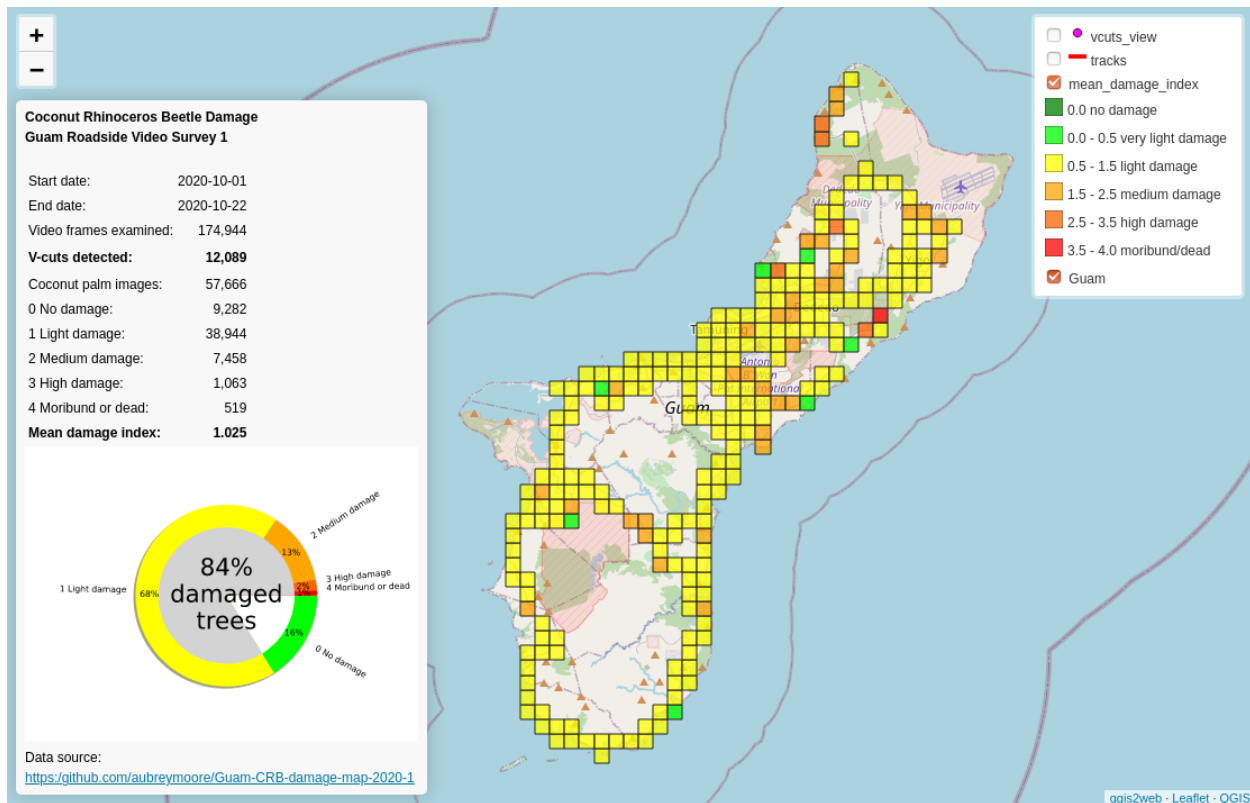 +
−
Coconut Rhinoceros Beetle Damage
Guam Roadside Video Survey 1
Start date: 2020-10-01
End date: 2020-10-22
Video frames examined: 174,944
V-cuts detected: 12,089
Coconut palm images: 57,666
0 No damage: 9,282
1 Light damage: 38,944
2 Medium damage: 7,458
3 High damage: 1,063
4 Moribund or dead: 519
Mean damage index: 1.025
2 Medium damage
13%
3 High damage
2%
4 Moribund or dead
1%
1 Light damage
68%
84%
damaged
trees
16%
0 No damage
Data source:
https://github.com/aubreymoore/Guam-CRB-damage-map-2020-1
vcuts_view
tracks
mean_damage_index
0.0 no damage
0.0 - 0.5 very light damage
0.5 - 1.5 light damage
1.5 - 2.5 medium damage
2.5 - 3.5 high damage
3.5 - 4.0 moribund/dead
Guam
Municipality
Municipality
Tamuning
Guam
qgis2web · Leaflet · QGIS